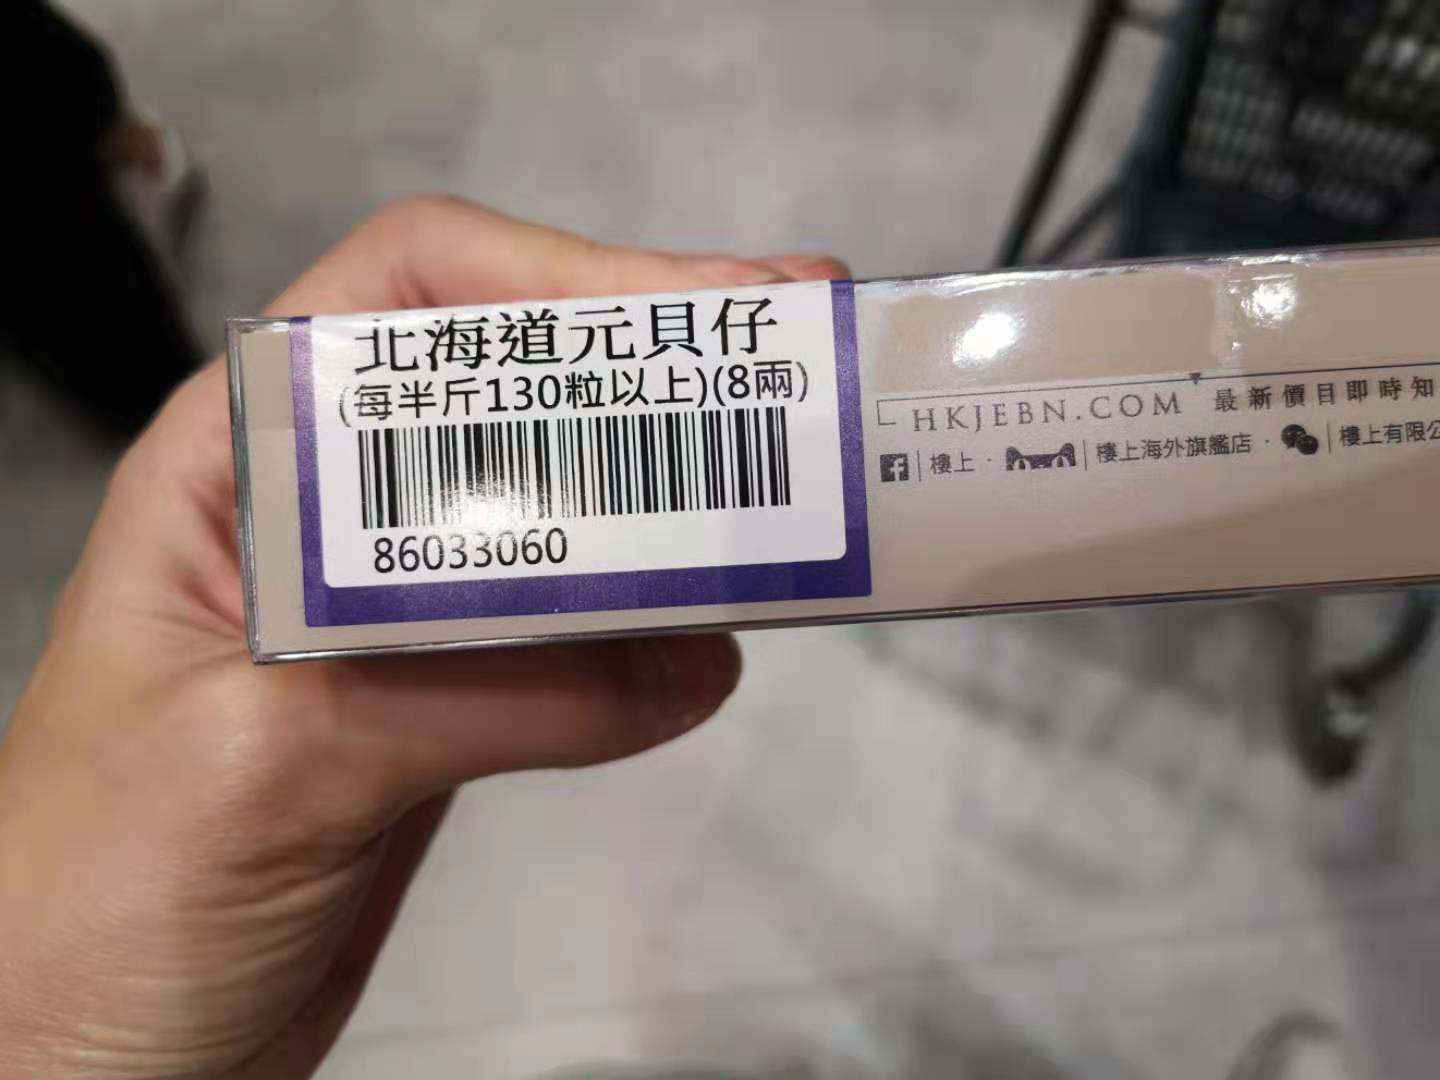 北海道元貝仔
(每半斤130粒以上)(8兩)
86033060
HKJEBN.COM 最新價目即時知
樓上 · 樓上海外旗艦店 · 樓上有限公